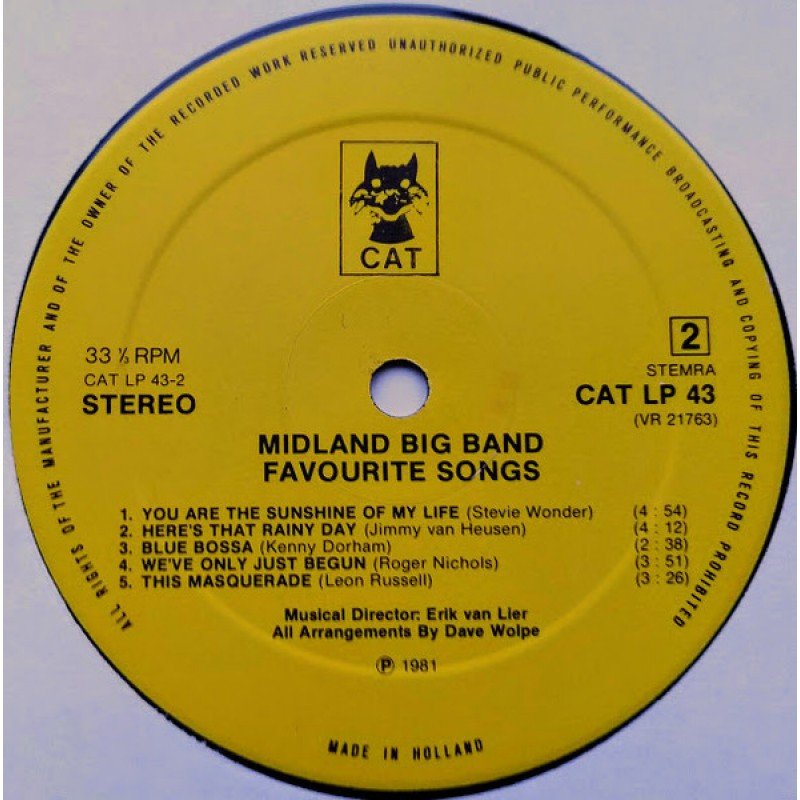 ALL RIGHTS OF THE MANUFACTURER AND OF THE OWNER OF THE RECORDED WORK RESERVED UNAUTHORIZED PUBLIC PERFORMANCE BROADCASTING AND COPYING OF THIS RECORD PROHIBITED
CAT
33 ⅓ RPM
CAT LP 43-2
STEREO
2
STEMRA
CAT LP 43
(VR 21763)
MIDLAND BIG BAND
FAVOURITE SONGS
1. YOU ARE THE SUNSHINE OF MY LIFE (Stevie Wonder) (4 : 54)
2. HERE'S THAT RAINY DAY (Jimmy van Heusen) (4 : 12)
3. BLUE BOSSA (Kenny Dorham) (2 : 38)
4. WE'VE ONLY JUST BEGUN (Roger Nichols) (3 : 51)
5. THIS MASQUERADE (Leon Russell) (3 : 26)
Musical Director: Erik van Lier
All Arrangements By Dave Wolpe
℗ 1981
MADE IN HOLLAND